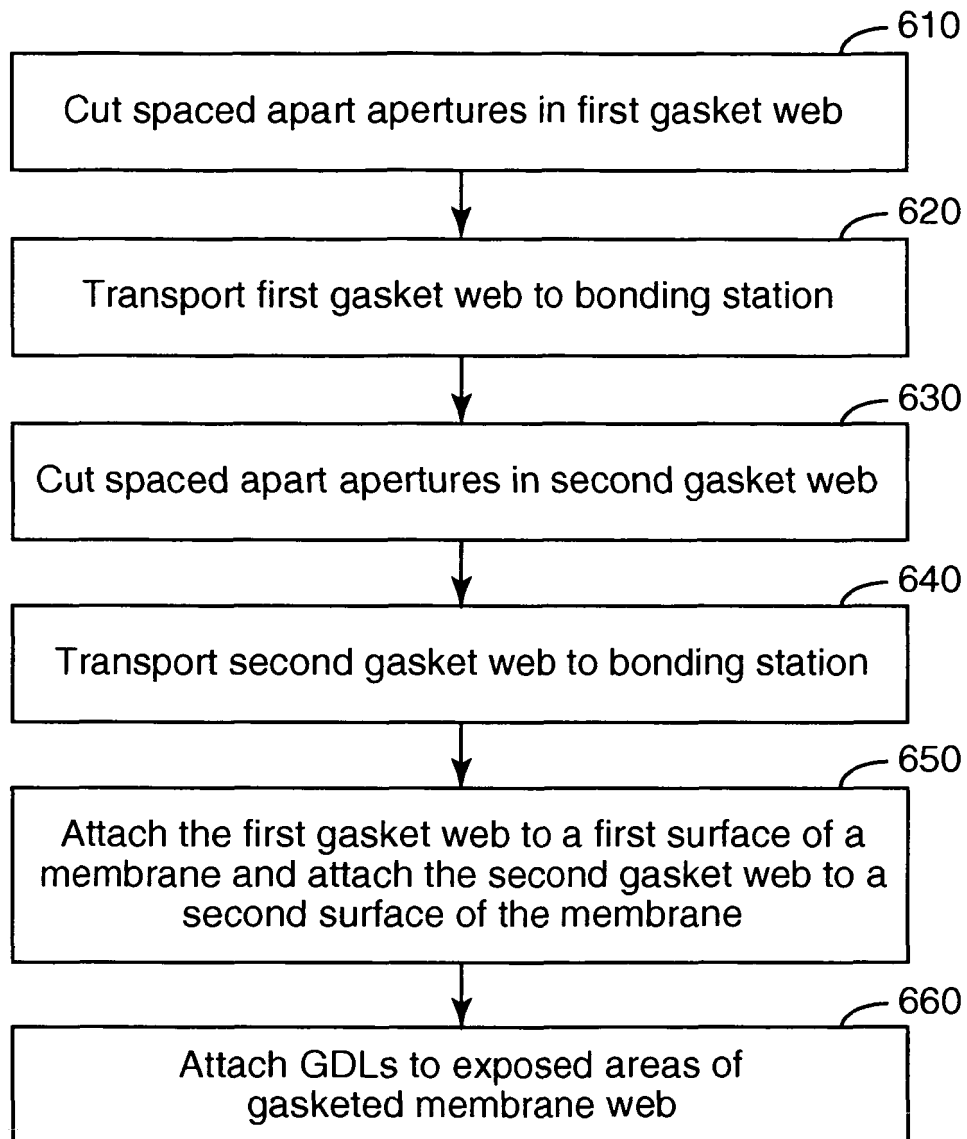 610
Cut spaced apart apertures in first gasket web
620
Transport first gasket web to bonding station
630
Cut spaced apart apertures in second gasket web
640
Transport second gasket web to bonding station
650
Attach the first gasket web to a first surface of a
membrane and attach the second gasket web to a
second surface of the membrane
660
Attach GDLs to exposed areas of
gasketed membrane web